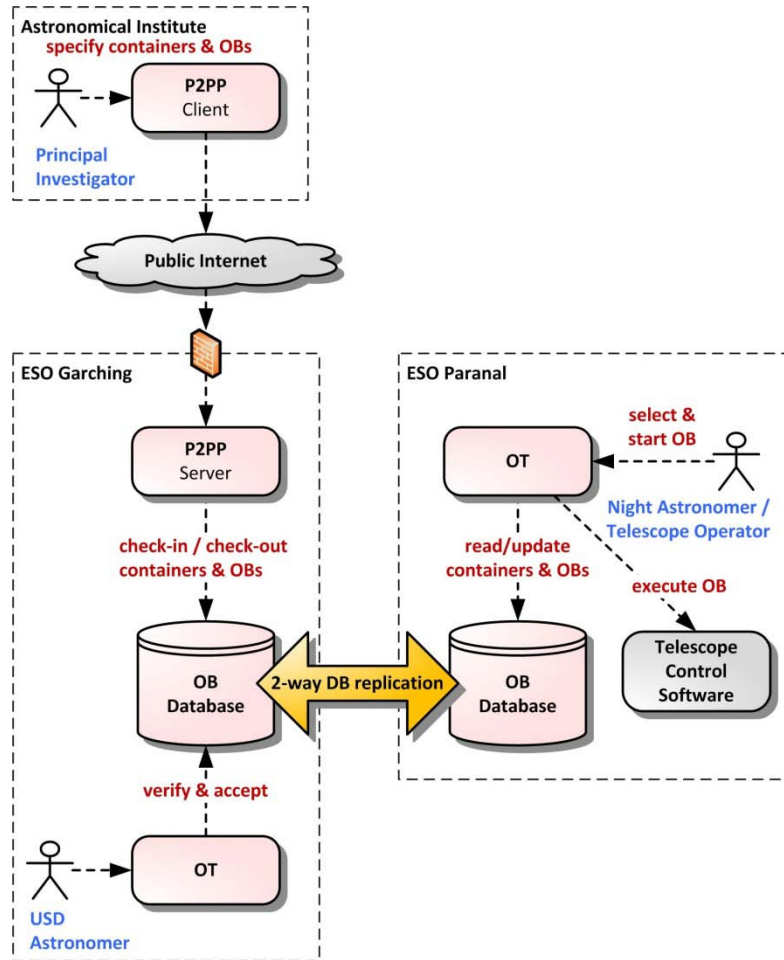 Astronomical Institute
specify containers & OBs
P2PP
Client
Principal
Investigator
Public Internet
ESO Garching
P2PP
Server
check-in / check-out
containers & OBs
OB
Database
verify & accept
OT
USD
Astronomer
2-way DB replication
ESO Paranal
select &
start OB
OT
Night Astronomer /
Telescope Operator
read/update
containers & OBs
execute OB
OB
Database
Telescope
Control
Software